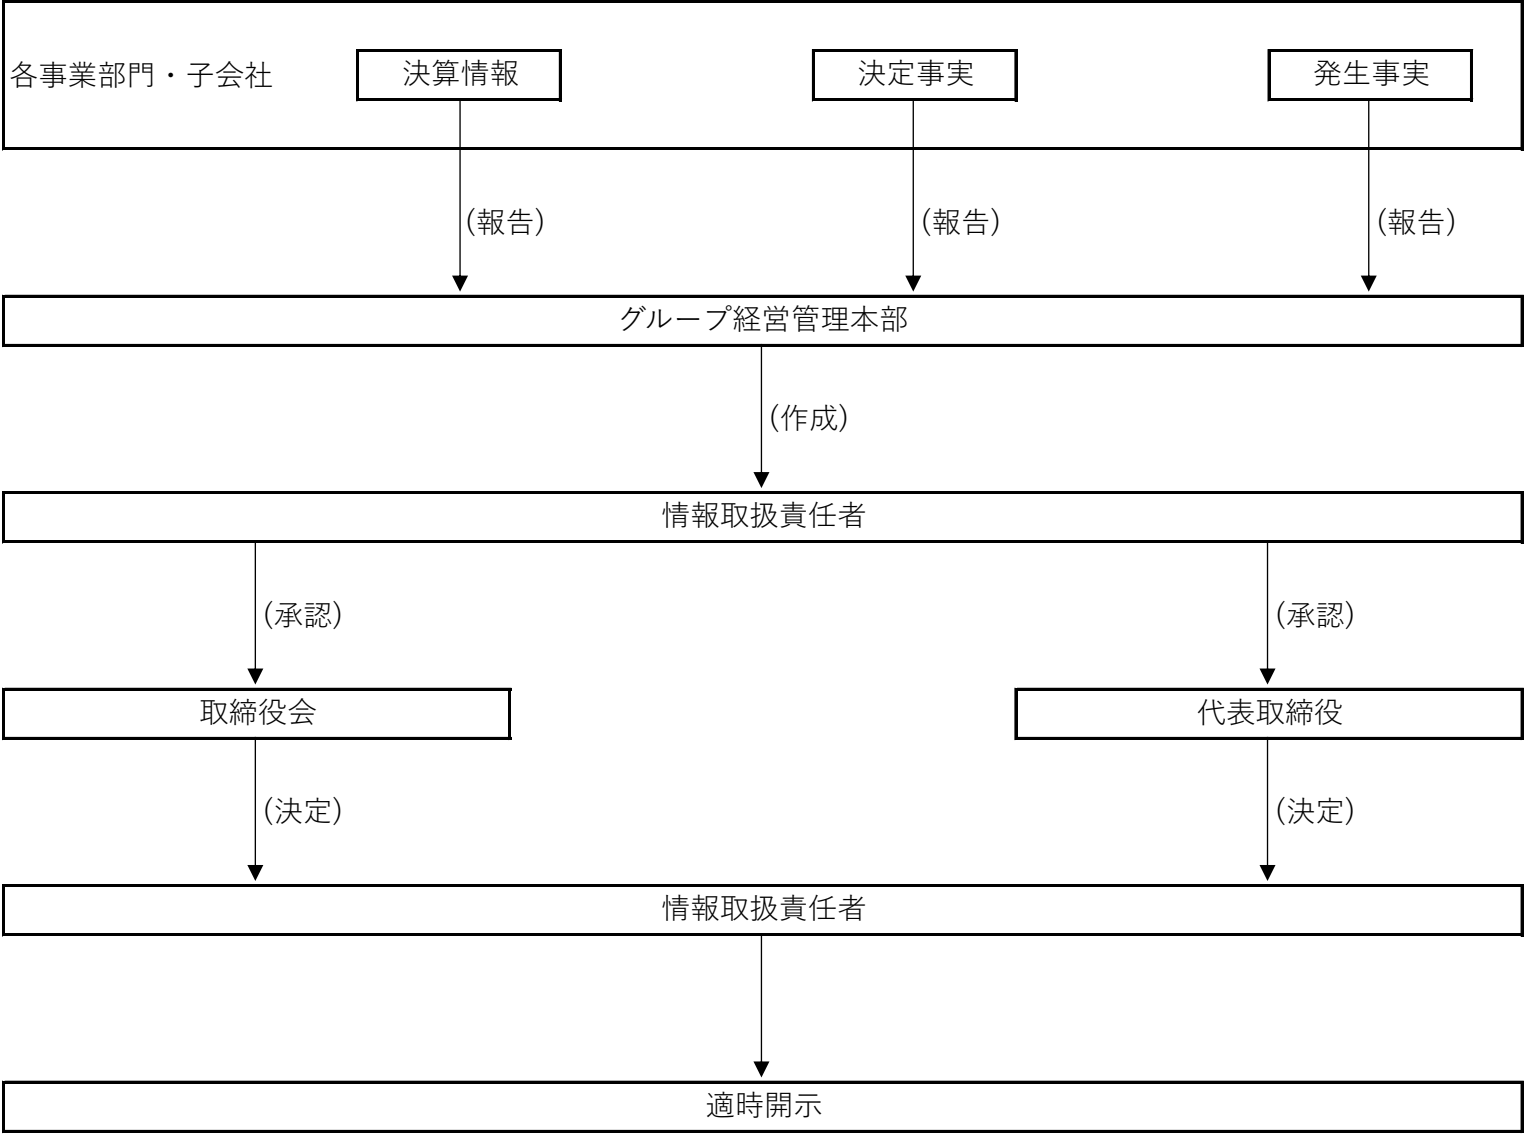 各事業部門・子会社
決算情報
決定事実
発生事実
(報告)
(報告)
(報告)
グループ経営管理本部
(作成)
情報取扱責任者
(承認)
(承認)
取締役会
代表取締役
(決定)
(決定)
情報取扱責任者
適時開示